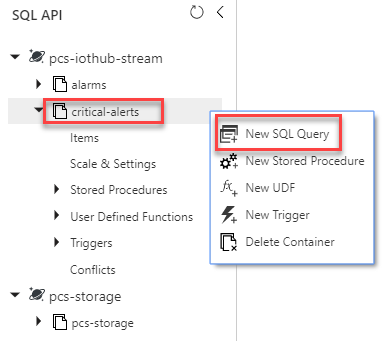 SQL API
pcs-iothub-stream
alarms
critical-alerts
Items
Scale & Settings
Stored Procedures
User Defined Functions
Triggers
Conflicts
pcs-storage
pcs-storage
New SQL Query
New Stored Procedure
New UDF
New Trigger
Delete Container